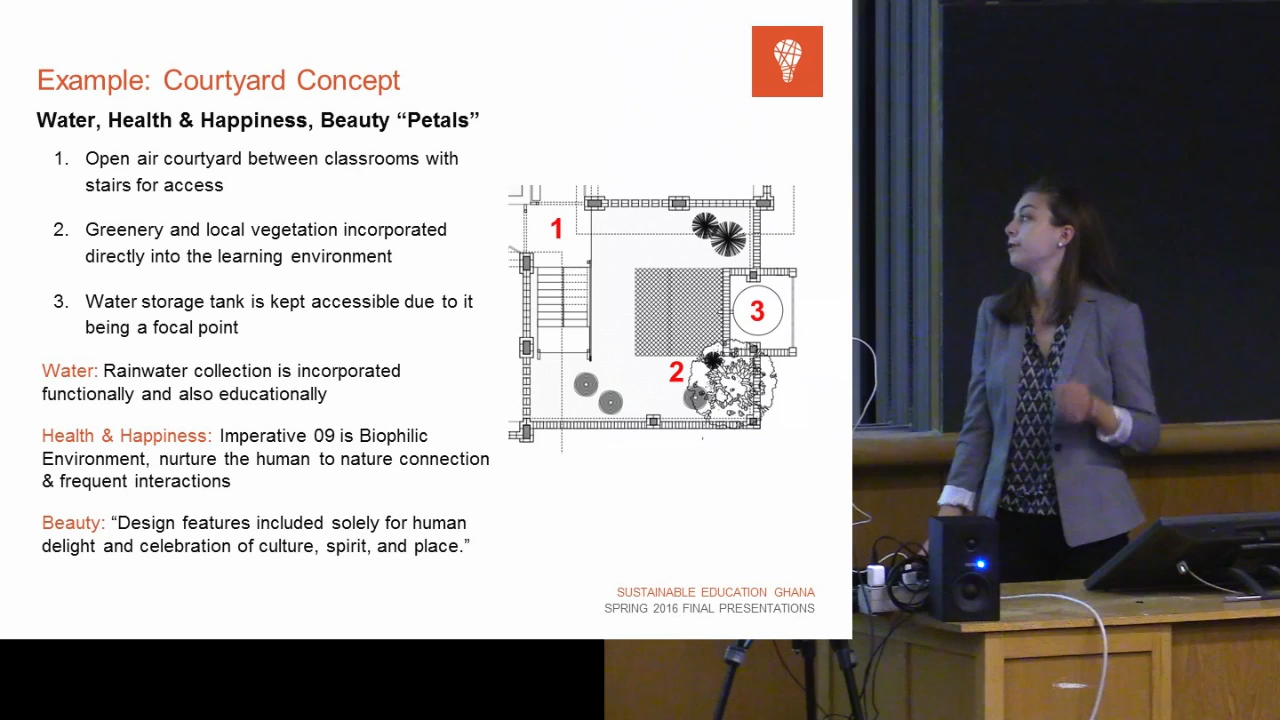 Example: Courtyard Concept
Water, Health & Happiness, Beauty “Petals”
1. Open air courtyard between classrooms with
stairs for access
2. Greenery and local vegetation incorporated
directly into the learning environment
3. Water storage tank is kept accessible due to it
being a focal point
Water: Rainwater collection is incorporated
functionally and also educationally
Health & Happiness: Imperative 09 is Biophilic
Environment, nurture the human to nature connection
& frequent interactions
Beauty: “Design features included solely for human
delight and celebration of culture, spirit, and place.”
1
3
2
SUSTAINABLE EDUCATION GHANA
SPRING 2016 FINAL PRESENTATIONS